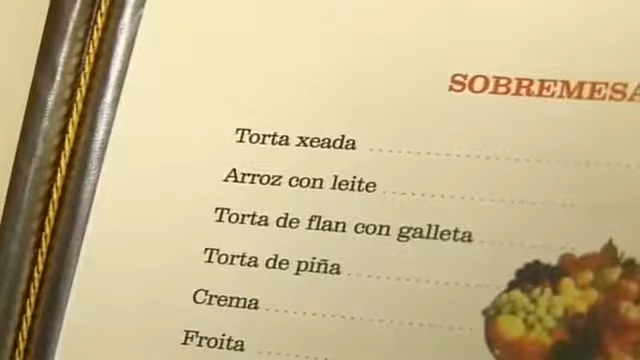 SOBREMESA
Torta xeada
Arroz con leite
Torta de flan con galleta
Torta de piña
Crema
Froita